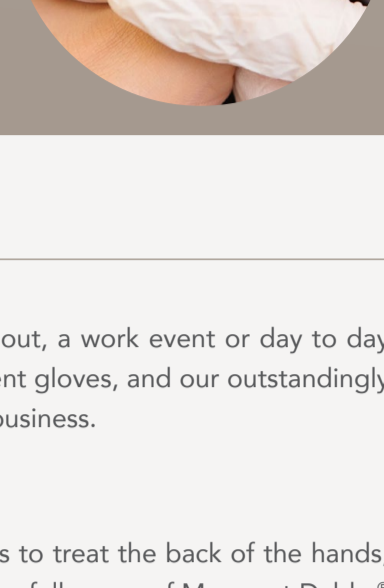 out, a work event or day to day
gloves, and our outstandingly
business.
s to treat the back of the hands
of